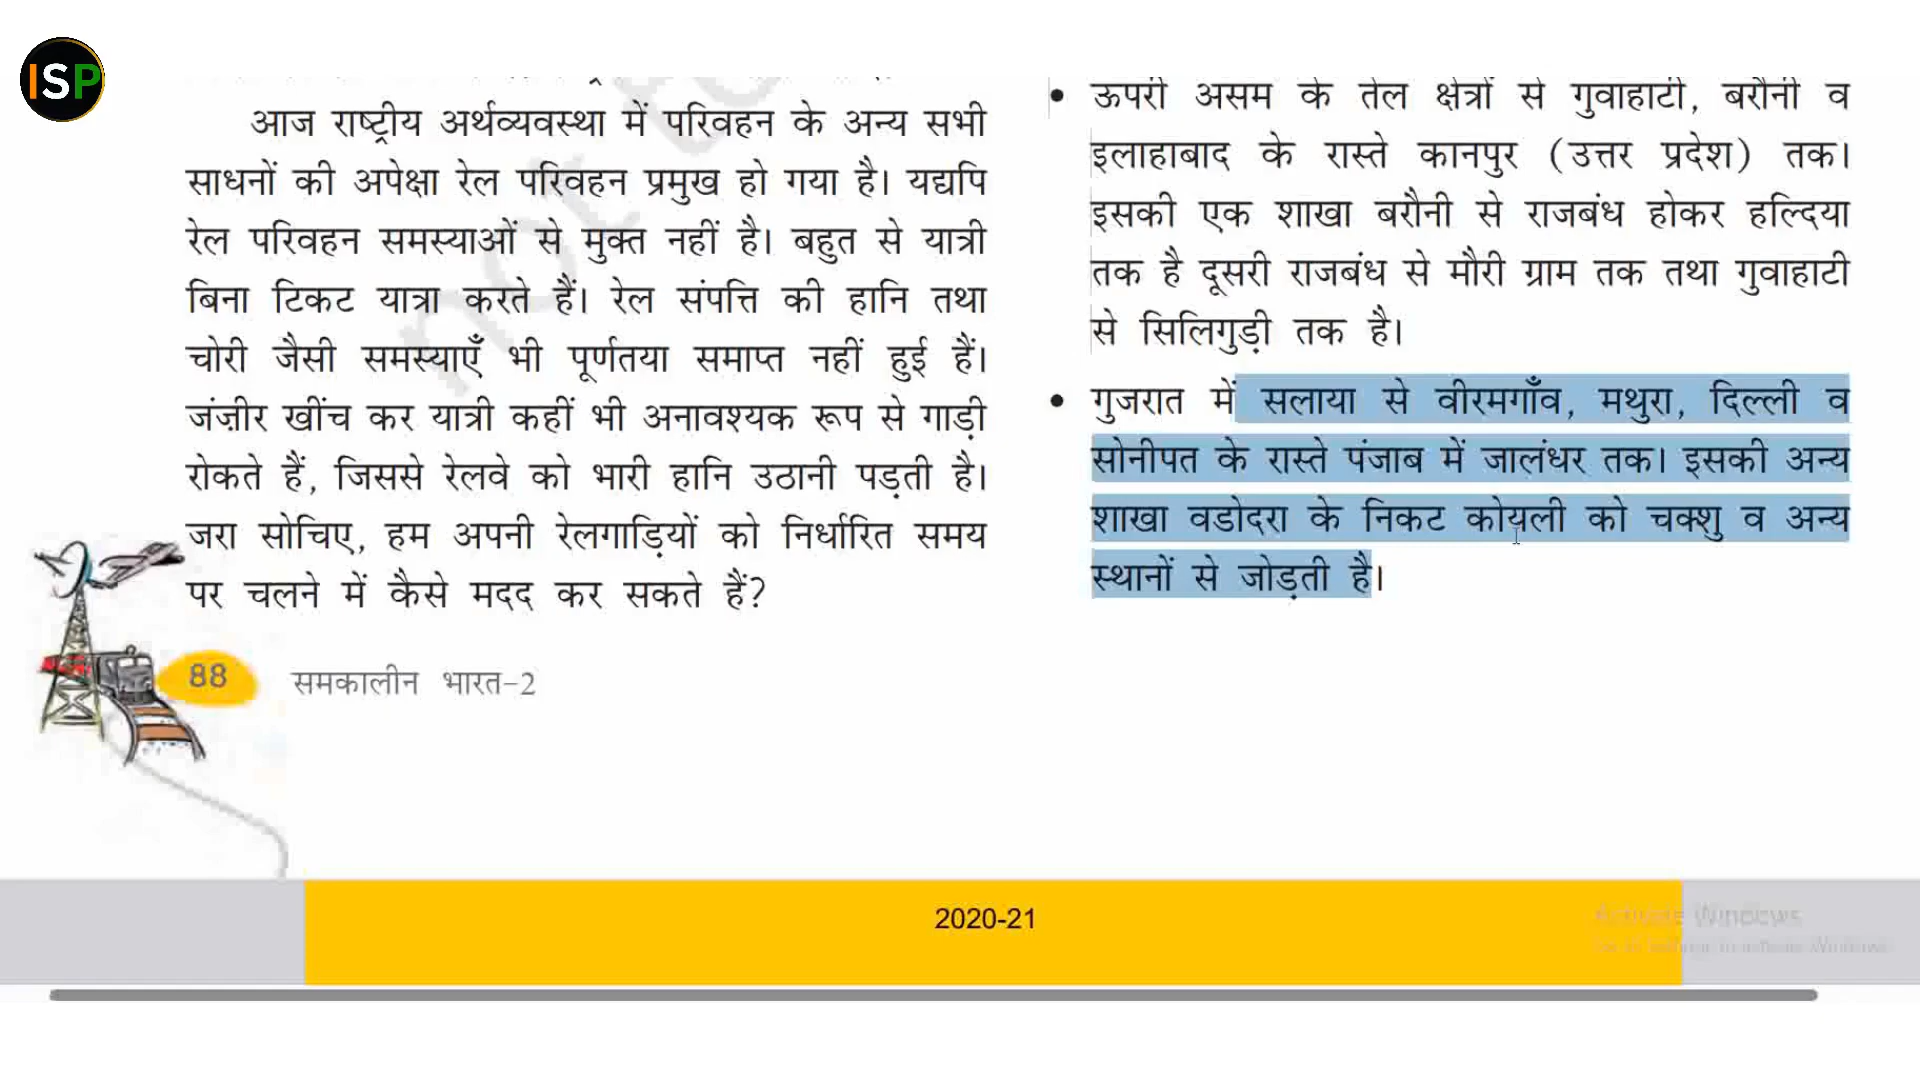 ISP
आज राष्ट्रीय अर्थव्यवस्था में परिवहन के अन्य सभी
साधनों की अपेक्षा रेल परिवहन प्रमुख हो गया है। यद्यपि
रेल परिवहन समस्याओं से मुक्त नहीं है। बहुत से यात्री
बिना टिकट यात्रा करते हैं। रेल संपत्ति की हानि तथा
चोरी जैसी समस्याएँ भी पूर्णतया समाप्त नहीं हुई हैं।
जंज़ीर खींच कर यात्री कहीं भी अनावश्यक रूप से गाड़ी
रोकते हैं, जिससे रेलवे को भारी हानि उठानी पड़ती है।
जरा सोचिए, हम अपनी रेलगाड़ियों को निर्धारित समय
पर चलने में कैसे मदद कर सकते हैं?
88 समकालीन भारत-2
• ऊपरी असम के तेल क्षेत्रों से गुवाहाटी, बरौनी व
इलाहाबाद के रास्ते कानपुर (उत्तर प्रदेश) तक।
इसकी एक शाखा बरौनी से राजबंध होकर हल्दिया
तक है दूसरी राजबंध से मौरी ग्राम तक तथा गुवाहाटी
से सिलिगुड़ी तक है।
• गुजरात में सलाया से वीरमगाँव, मथुरा, दिल्ली व
सोनीपत के रास्ते पंजाब में जालंधर तक। इसकी अन्य
शाखा वडोदरा के निकट कोयली को चक्शु व अन्य
स्थानों से जोड़ती है।
not
2020-21
Activate Windows